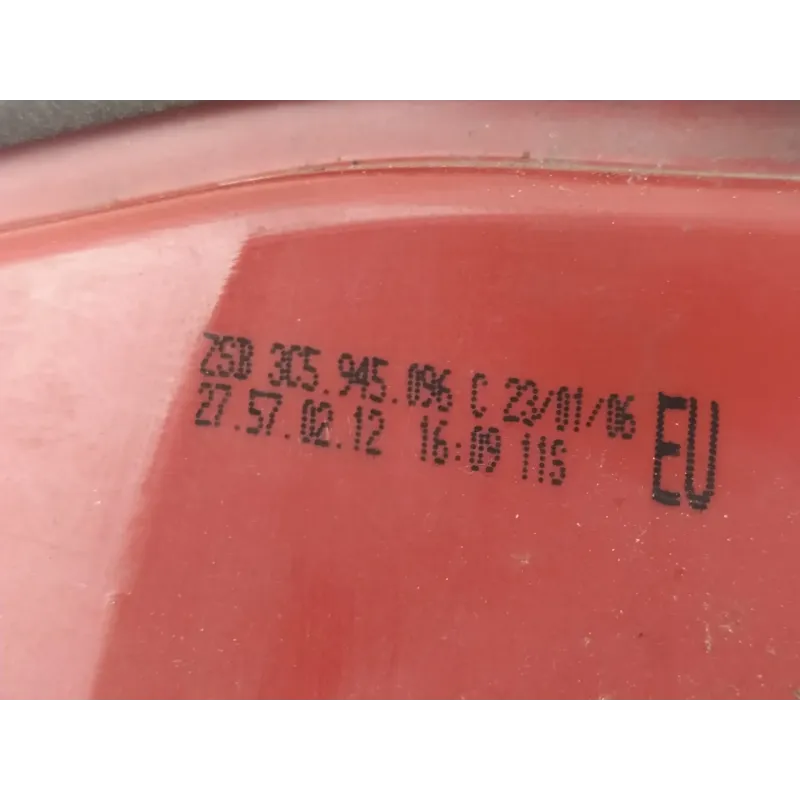 ZSB 3C5.945.096 C 23/01/06
27.57.02.12 16:09 11S
EU